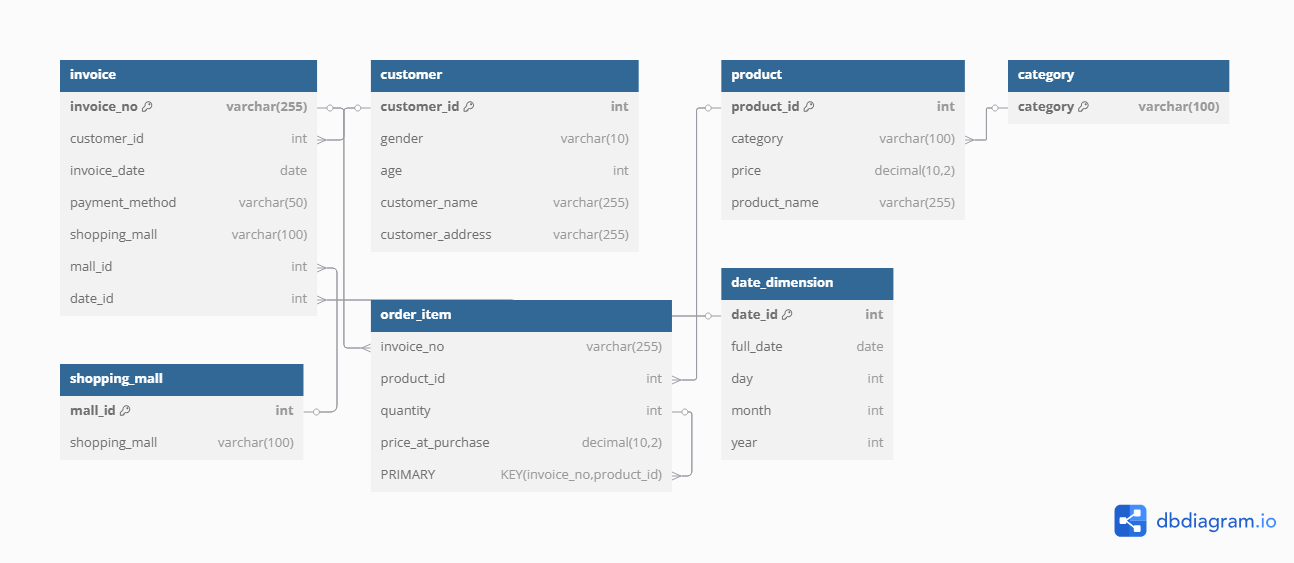 invoice
invoice_no varchar(255)
customer_id int
invoice_date date
payment_method varchar(50)
shopping_mall varchar(100)
mall_id int
date_id int
customer
customer_id int
gender varchar(10)
age int
customer_name varchar(255)
customer_address varchar(255)
product
product_id int
category varchar(100)
price decimal(10,2)
product_name varchar(255)
category
category varchar(100)
shopping_mall
mall_id int
shopping_mall varchar(100)
order_item
invoice_no varchar(255)
product_id int
quantity int
price_at_purchase decimal(10,2)
PRIMARY KEY(invoice_no,product_id)
date_dimension
date_id int
full_date date
day int
month int
year int
dbdiagram.io